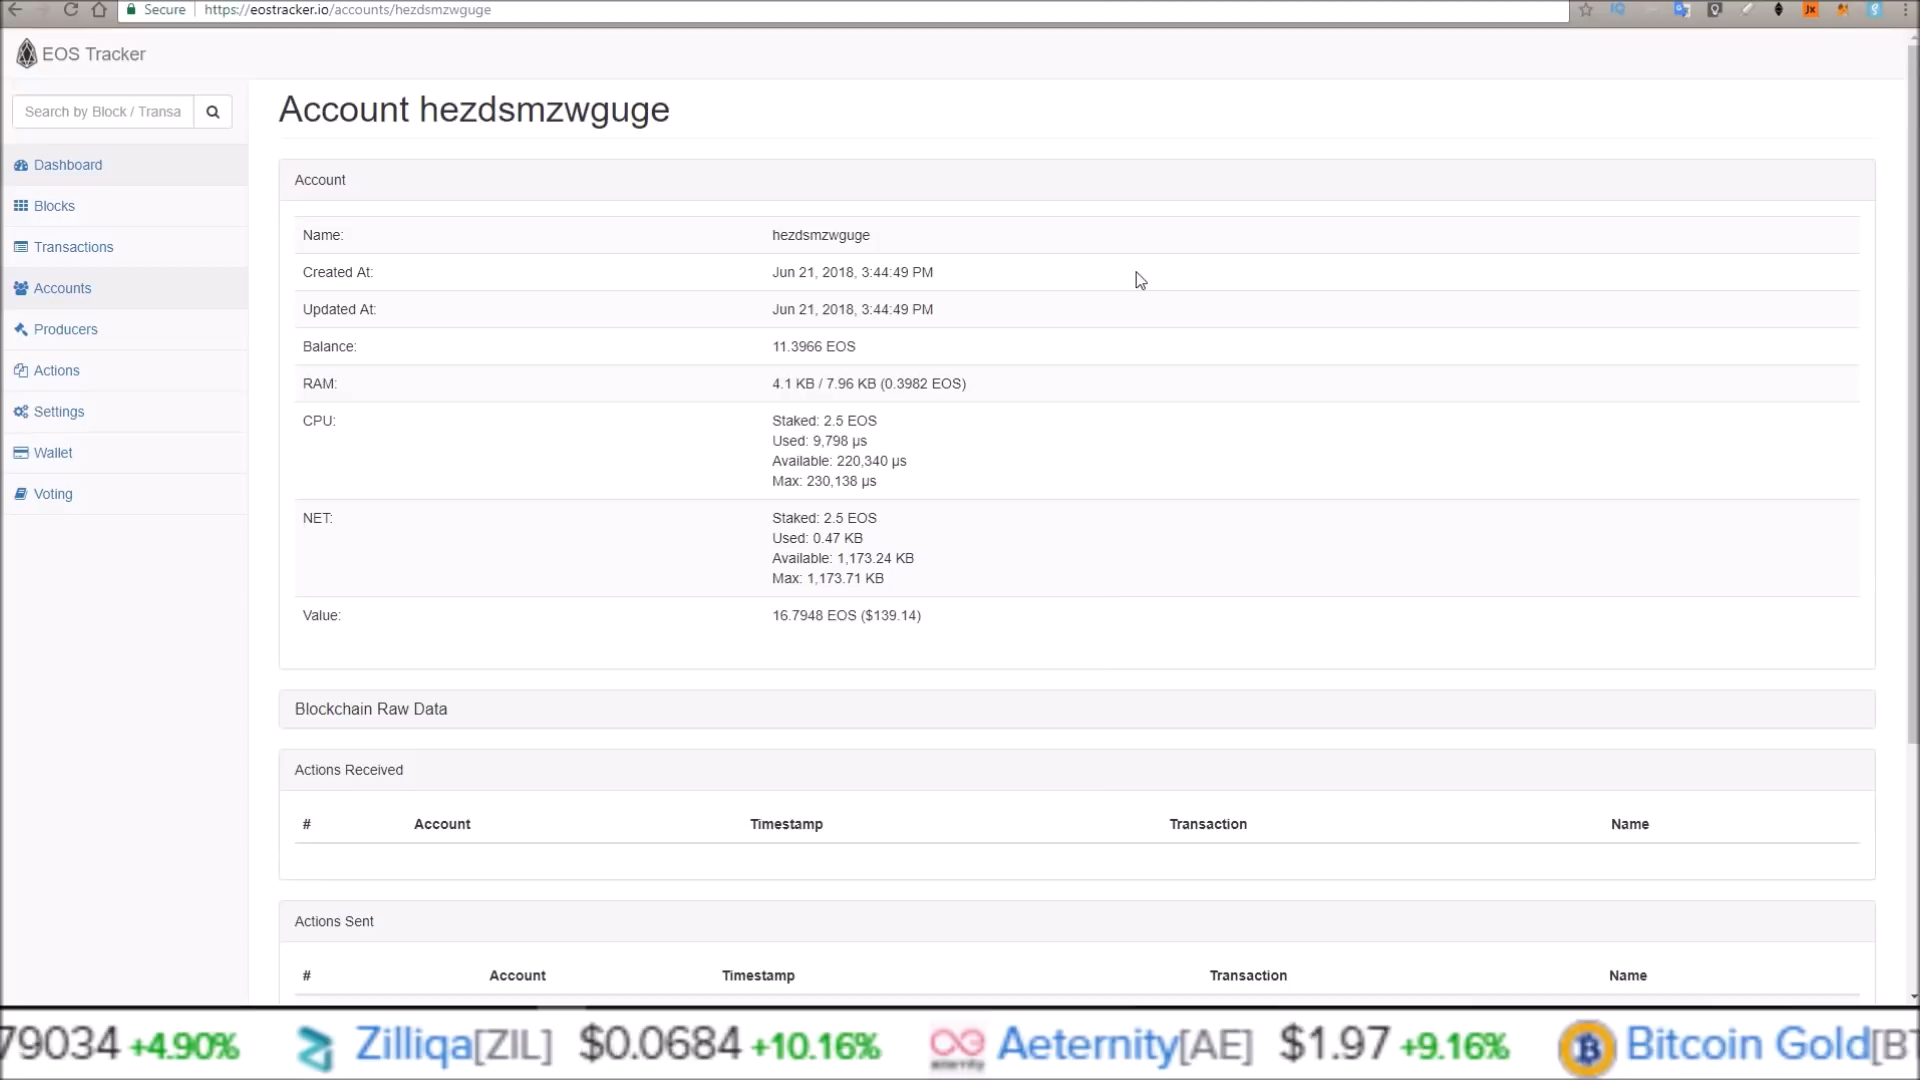 Secure https://eostracker.io/accounts/hezdsmzwguge
EOS Tracker
Search by Block / Transa
Dashboard
Blocks
Transactions
Accounts
Producers
Actions
Settings
Wallet
Voting
Account hezdsmzwguge
Account
Name: hezdsmzwguge
Created At: Jun 21, 2018, 3:44:49 PM
Updated At: Jun 21, 2018, 3:44:49 PM
Balance: 11.3966 EOS
RAM: 4.1 KB / 7.96 KB (0.3982 EOS)
CPU: Staked: 2.5 EOS
Used: 9,798 µs
Available: 220,340 µs
Max: 230,138 µs
NET: Staked: 2.5 EOS
Used: 0.47 KB
Available: 1,173.24 KB
Max: 1,173.71 KB
Value: 16.7948 EOS ($139.14)
Blockchain Raw Data
Actions Received
# Account Timestamp Transaction Name
Actions Sent
# Account Timestamp Transaction Name
79034 +4.90% Zilliqa[ZIL] $0.0684 +10.16% Aeternity[AE] $1.97 +9.16% Bitcoin Gold[BT